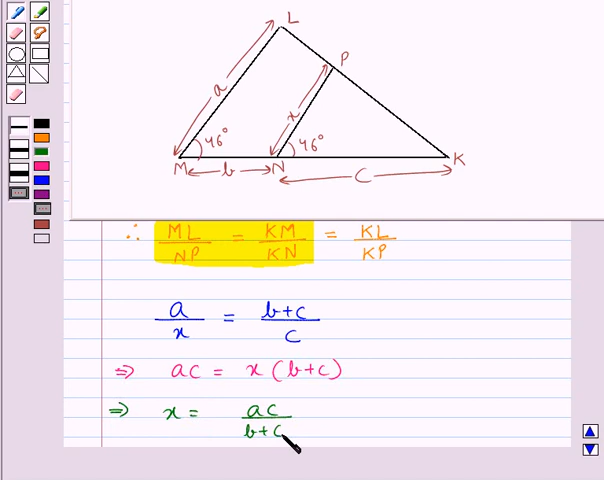 L
P
a
x
46°
46°
M
b
N
C
K
∴ ML/NP = KM/KN = KL/KP
a/x = b+c/c
⇒ ac = x(b+c)
⇒ x = ac/b+c